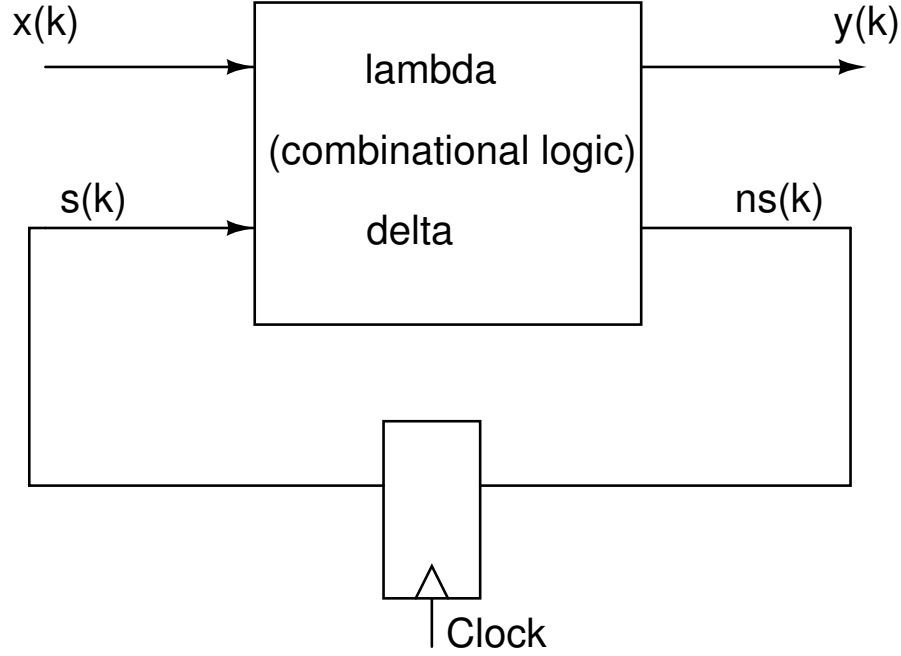 x(k)
y(k)
lambda
(combinational logic)
s(k)
delta
ns(k)
Clock